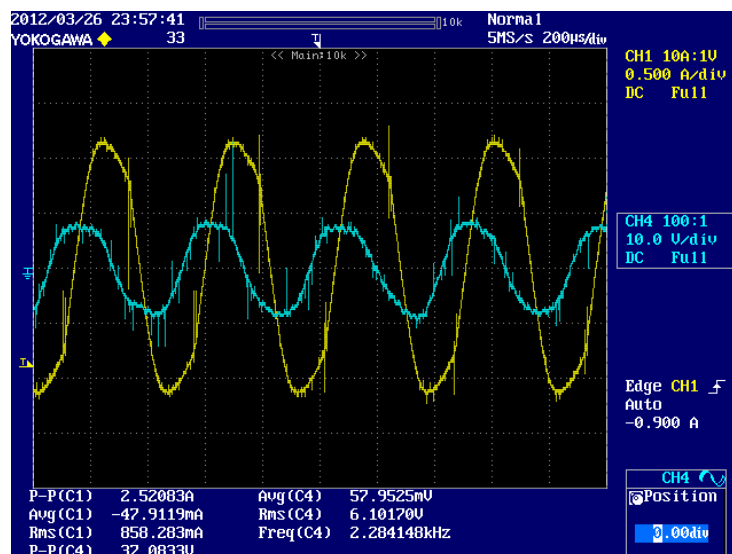 2012/03/26 23:57:41 10k Normal
YOKOGAWA 33 5MS/s 200µs/div
<< Main:10k >>
CH1 10A:1V
0.500 A/div
DC Full
CH4 100:1
10.0 V/div
DC Full
Edge CH1
Auto
-0.900 A
CH4
Position
0.00div
P-P(C1) 2.52083A Avg(C4) 57.9525mV
Avg(C1) -47.9119mA Rms(C4) 6.10170V
Rms(C1) 858.283mA Freq(C4) 2.284148kHz
P-P(C4) 37.0833V